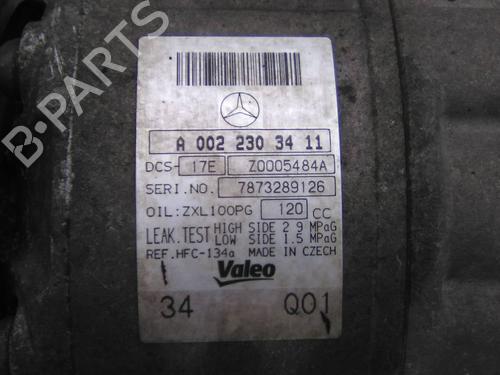 B-PARTS
A 002 230 34 11
DCS- 17E Z0005484A
SERI.NO. 7873289126
OIL:ZXL100PG 120 CC
LEAK.TEST HIGH SIDE 2 9 MPaG
LOW SIDE 1.5 MPaG
REF.HFC-134a MADE IN CZECH
Valeo
34 Q01